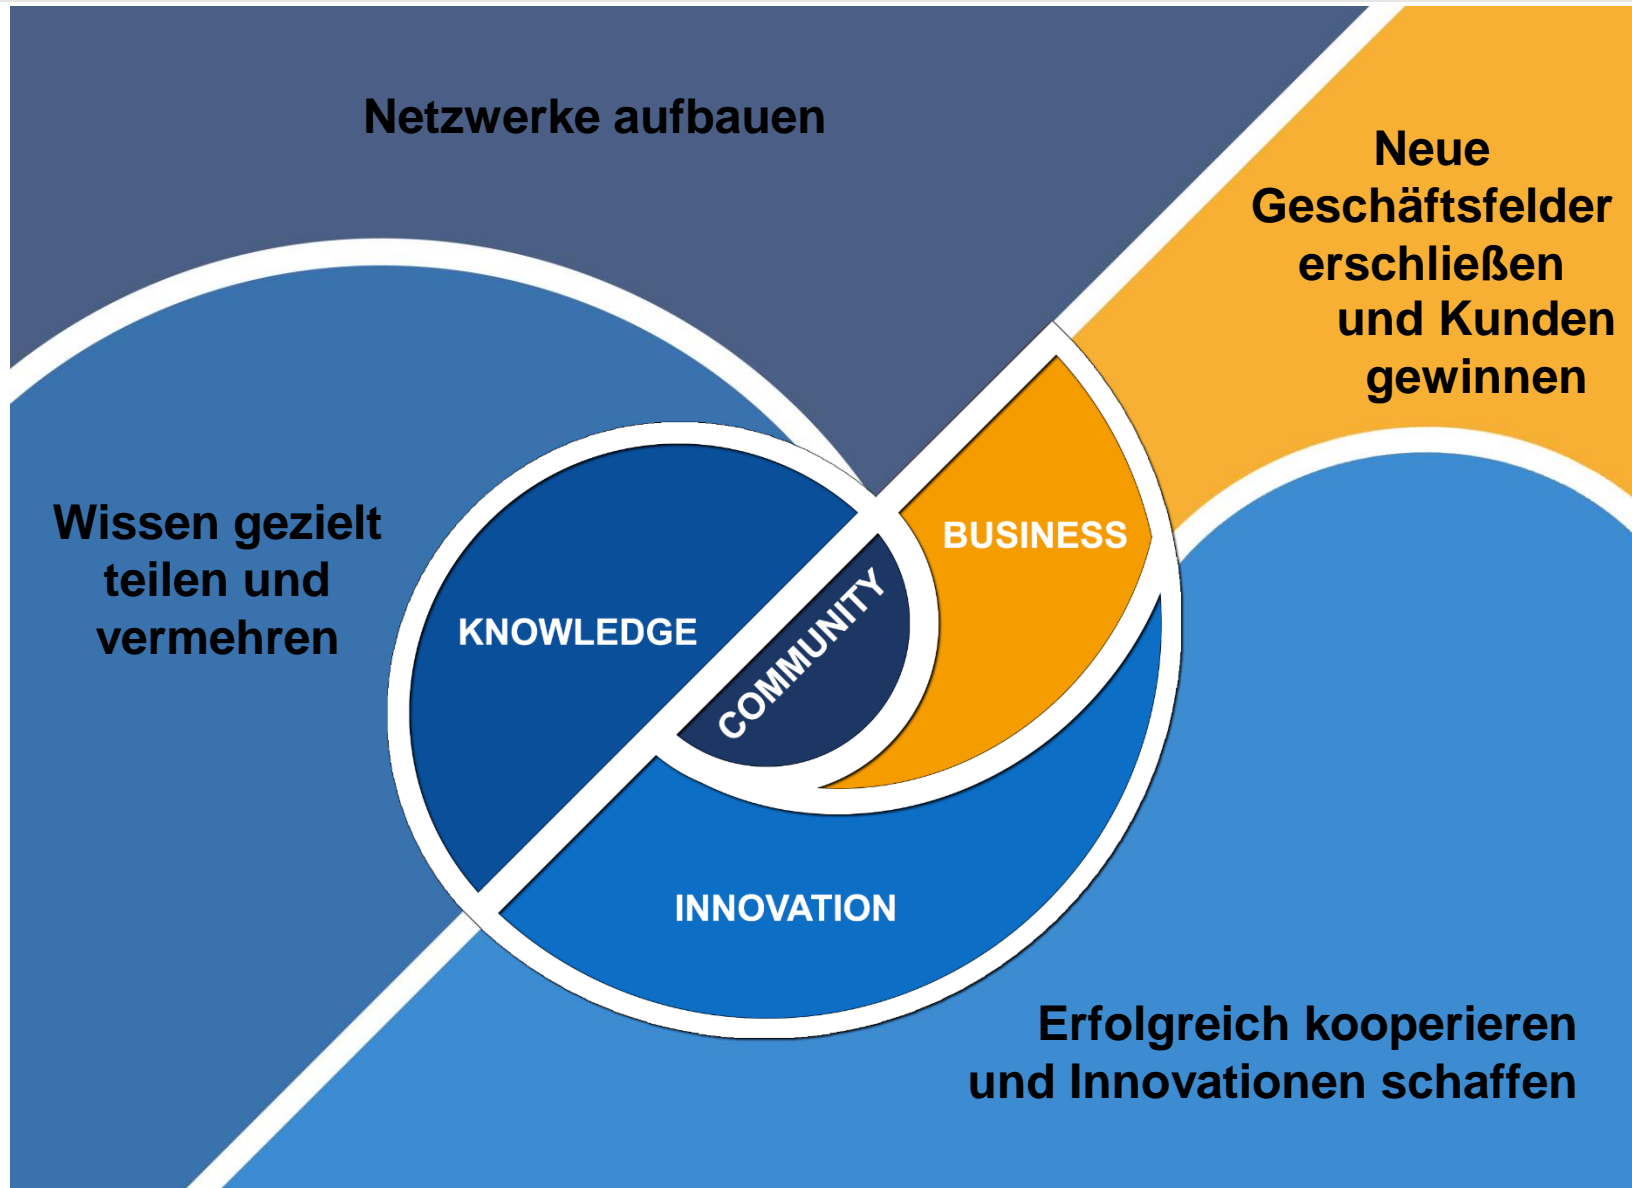 Netzwerke aufbauen
Neue
Geschäftsfelder
erschließen
und Kunden
gewinnen
Wissen gezielt
teilen und
vermehren
KNOWLEDGE
COMMUNITY
BUSINESS
INNOVATION
Erfolgreich kooperieren
und Innovationen schaffen